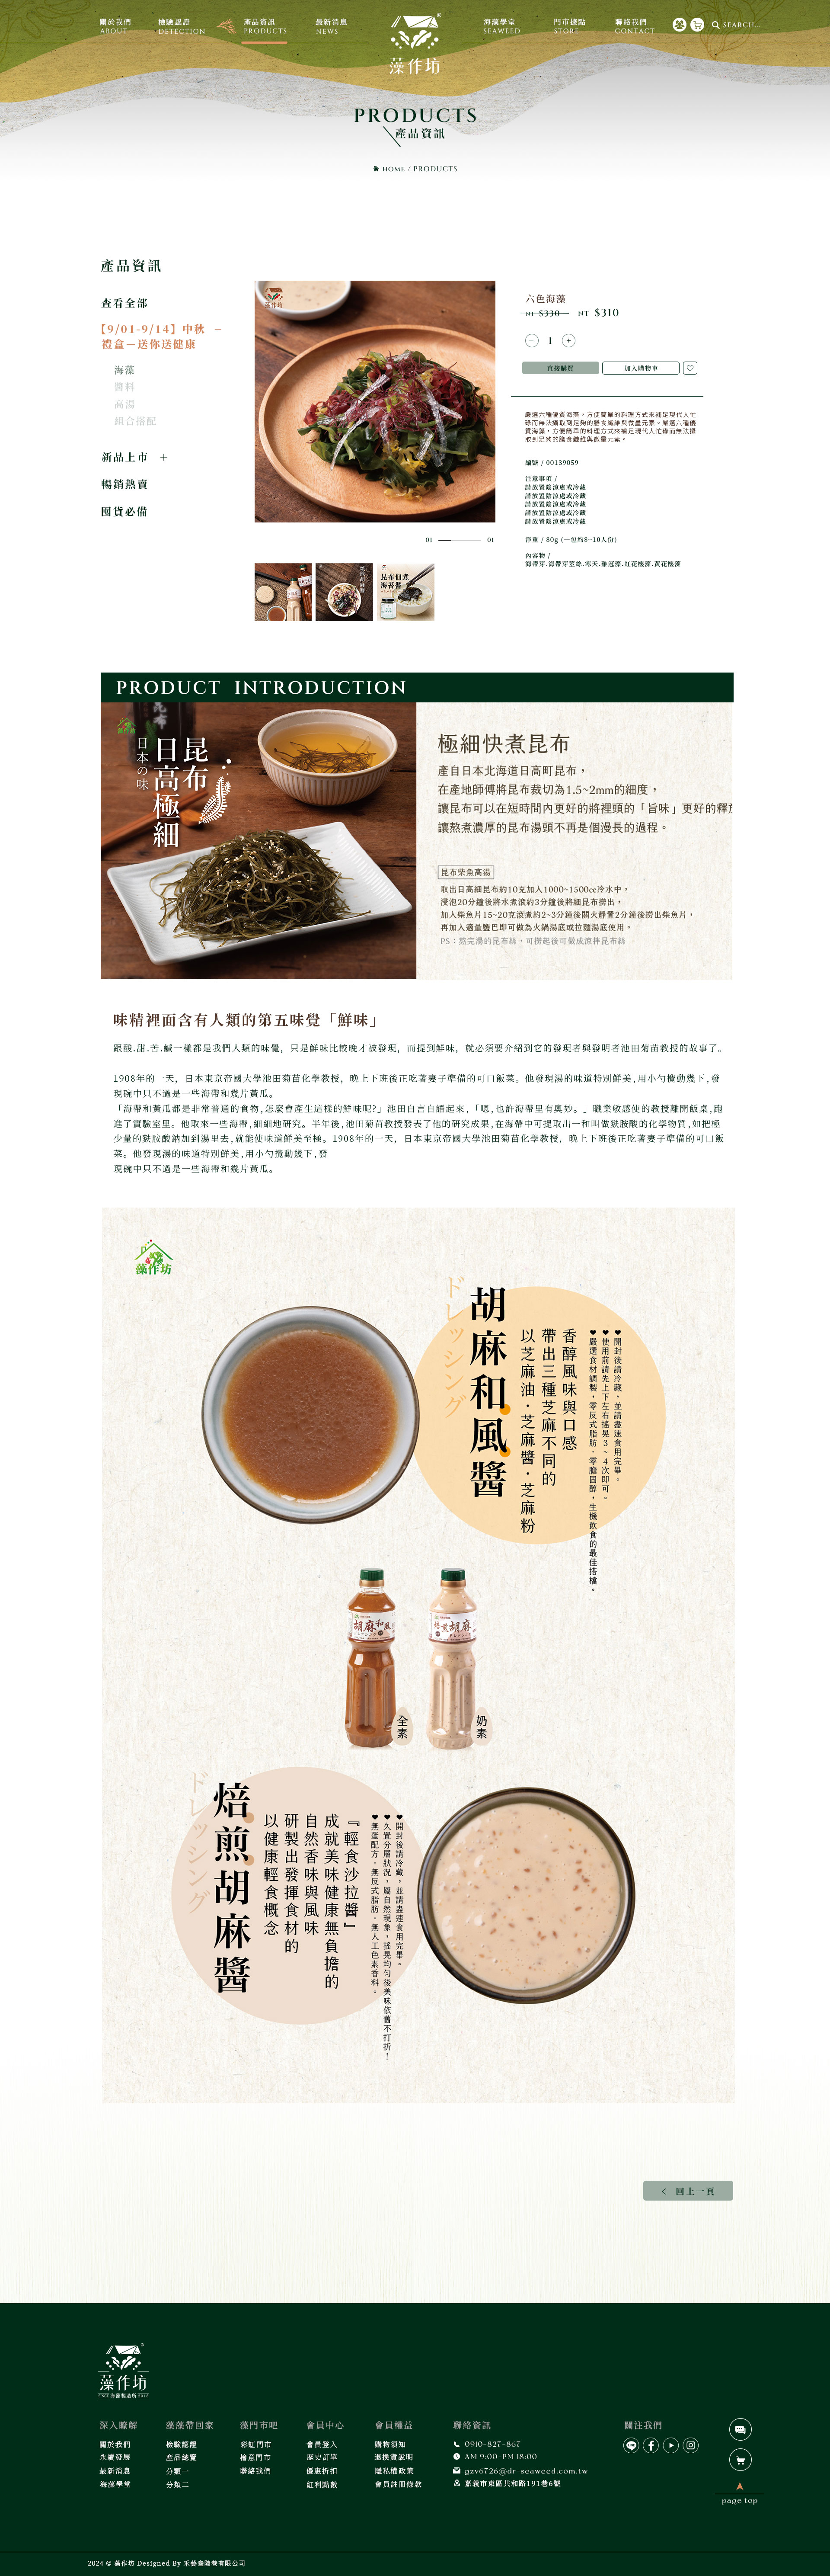 關於我們
ABOUT
檢驗認證
DETECTION
產品資訊
PRODUCTS
最新消息
NEWS
藻作坊
海藻學堂
SEAWEED
門市據點
STORE
聯絡我們
CONTACT
SEARCH...
PRODUCTS
產品資訊
HOME / PRODUCTS
產品資訊
查看全部
【9/01-9/14】中秋 −
禮盒－送你送健康
海藻
醬料
高湯
組合搭配
新品上市 +
暢銷熱賣
囤貨必備
藻作坊
01
01
昆布佃煮
海苔醬
六色海藻
NT $330 NT $310
− 1 +
直接購買
加入購物車
嚴選六種優質海藻，方便簡單的料理方式來補足現代人忙
碌而無法攝取到足夠的膳食纖維與微量元素。嚴選六種優
質海藻，方便簡單的料理方式來補足現代人忙碌而無法攝
取到足夠的膳食纖維與微量元素。
編號 / 00139059
注意事項 /
請放置陰涼處或冷藏
請放置陰涼處或冷藏
請放置陰涼處或冷藏
請放置陰涼處或冷藏
請放置陰涼處或冷藏
淨重 / 80g (一包約8~10人份)
內容物 /
海帶芽.海帶芽莖絲.寒天.雞冠藻.紅花機藻.黃花機藻
PRODUCT INTRODUCTION
昆布
日高極細
日本の味
極細快煮昆布
產自日本北海道日高町昆布，
在產地師傅將昆布裁切為1.5~2mm的細度，
讓昆布可以在短時間內更好的將裡頭的「旨味」更好的釋放
讓熬煮濃厚的昆布湯頭不再是個漫長的過程。
昆布柴魚高湯
取出日高細昆布約10克加入1000~1500cc冷水中，
浸泡20分鐘後將水煮滾約3分鐘後將細昆布撈出，
加入柴魚片15~20克滾煮約2~3分鐘後關火靜置2分鐘後撈出柴魚片，
再加入適量鹽巴即可做為火鍋湯底或拉麵湯底使用。
PS：熬完湯的昆布絲，可撈起後可做成涼拌昆布絲
味精裡面含有人類的第五味覺「鮮味」
跟酸.甜.苦.鹹一樣都是我們人類的味覺，只是鮮味比較晚才被發現，而提到鮮味，就必須要介紹到它的發現者與發明者池田菊苗教授的故事了。
1908年的一天，日本東京帝國大學池田菊苗化學教授，晚上下班後正吃著妻子準備的可口飯菜。他發現湯的味道特別鮮美,用小勺攪動幾下,發
現碗中只不過是一些海帶和幾片黃瓜。
「海帶和黃瓜都是非常普通的食物,怎麼會產生這樣的鮮味呢?」池田自言自語起來,「嗯,也許海帶里有奧妙。」職業敏感使的教授離開飯桌,跑
進了實驗室里。他取來一些海帶,細細地研究。半年後,池田菊苗教授發表了他的研究成果,在海帶中可提取出一和叫做麩胺酸的化學物質,如把極
少量的麩胺酸鈉加到湯里去,就能使味道鮮美至極。1908年的一天，日本東京帝國大學池田菊苗化學教授，晚上下班後正吃著妻子準備的可口飯
菜。他發現湯的味道特別鮮美,用小勺攪動幾下,發
現碗中只不過是一些海帶和幾片黃瓜。
藻作坊
♥開封後請冷藏，並請盡速食用完畢。
♥使用前請先上下左右搖晃3~4次即可。
♥嚴選食材調製，零反式脂肪．零膽固醇，生機飲食的最佳搭檔。
香醇風味與口感
帶出三種芝麻不同的
以芝麻油．芝麻醬．芝麻粉
胡麻和風醬
ドレッシング
胡麻和風
焙煎胡麻
全素
奶素
♥開封後請冷藏，並請盡速食用完畢。
♥久置分層狀況，屬自然現象，搖晃均勻後美味依舊不打折！
♥無蛋配方．無反式脂肪．無人工色素香料。
『輕食沙拉醬』
成就美味健康無負擔的
自然香味與風味
研製出發揮食材的
以健康輕食概念
焙煎胡麻醬
ドレッシング
< 回上一頁
藻作坊
SINCE 海藻製造所 2019
深入瞭解
關於我們
永續發展
最新消息
海藻學堂
藻藻帶回家
檢驗認證
產品總覽
分類一
分類二
藻門市吧
彩虹門市
檜意門市
聯絡我們
會員中心
會員登入
歷史訂單
優惠折扣
紅利點數
會員權益
購物須知
退換貨說明
隱私權政策
會員註冊條款
聯絡資訊
0910-827-867
AM 9:00-PM 18:00
gzv6726@dr-seaweed.com.tw
嘉義市東區共和路191巷6號
關注我們
page top
2024 © 藻作坊 Designed By 禾藝叁陸巷有限公司